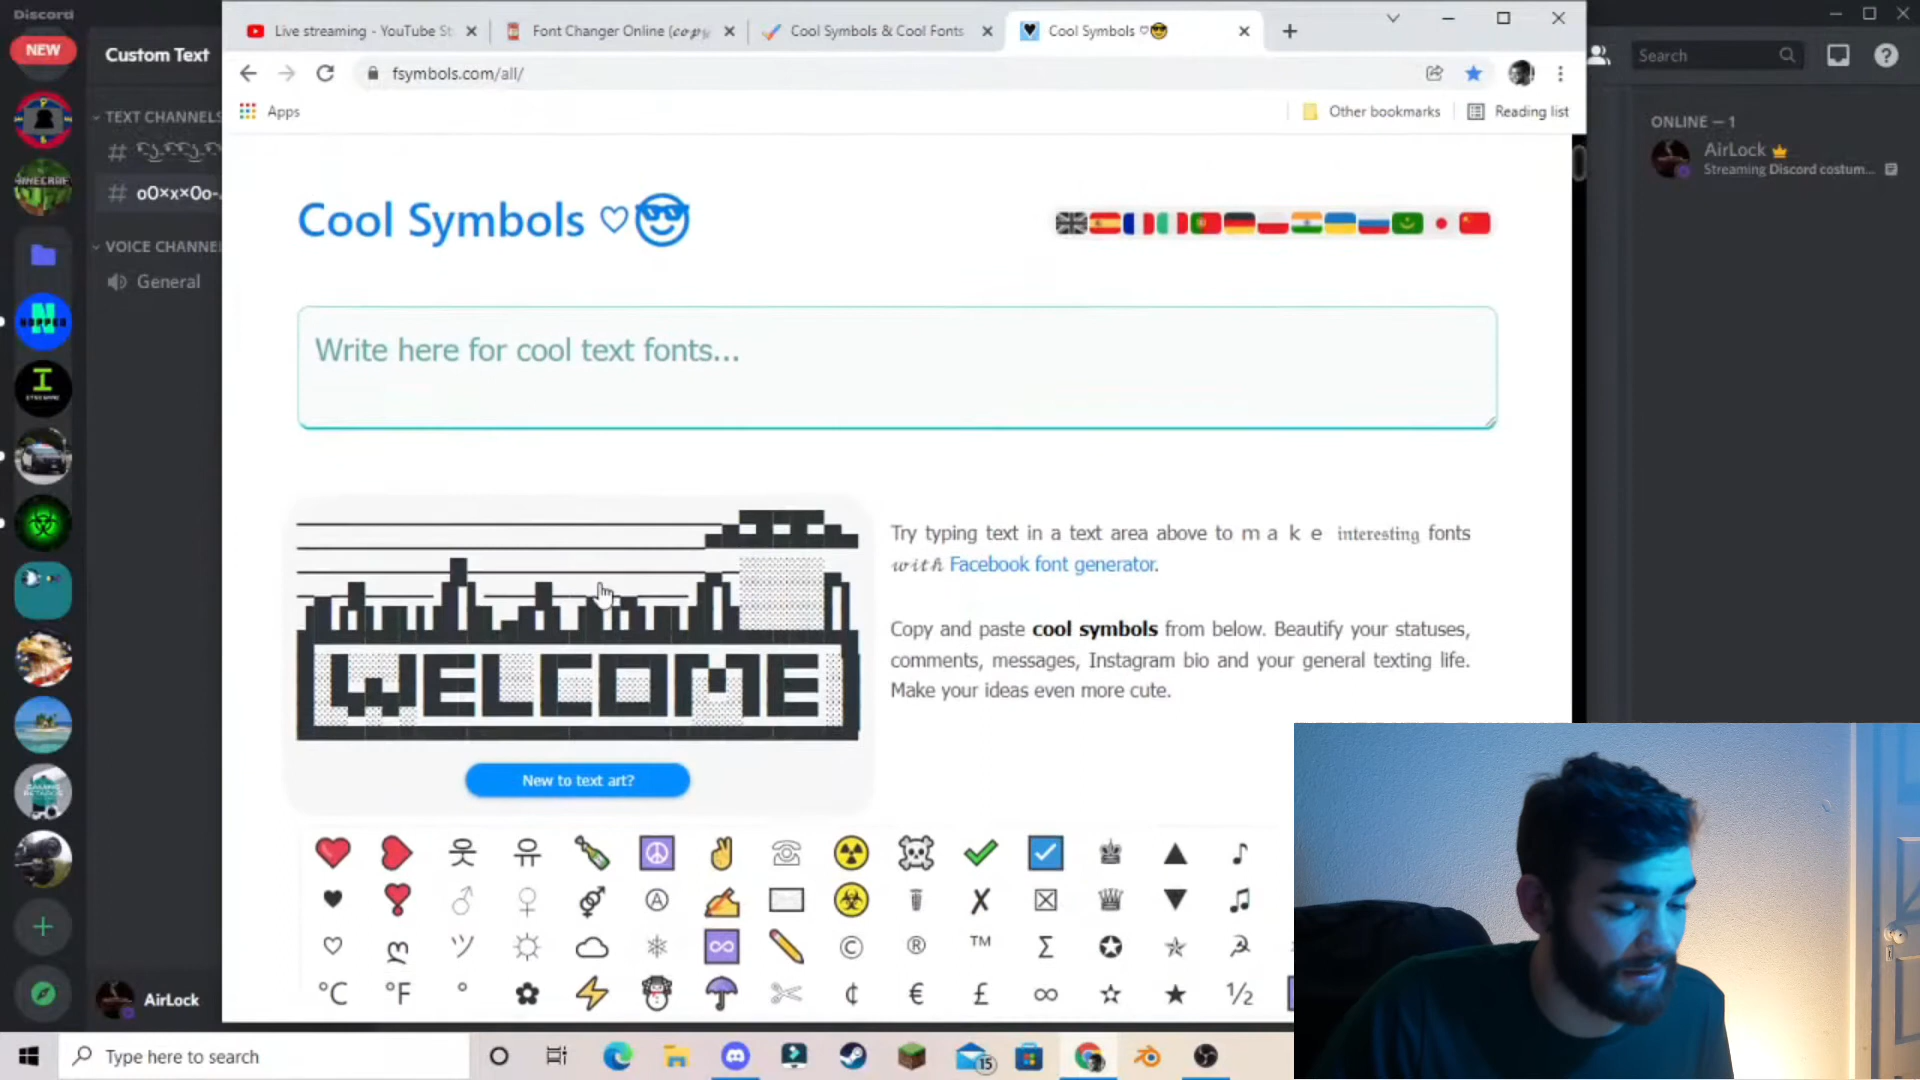 Discord
NEW
Custom Text
TEXT CHANNELS
VOICE CHANNE
General
AirLock
Live streaming - YouTube St
Font Changer Online (𝓬𝓸𝓹𝔂
Cool Symbols & Cool Fonts
Cool Symbols ♡😎
fsymbols.com/all/
Apps
Other bookmarks
Reading list
Cool Symbols ♡😎
Write here for cool text fonts...
WELCOME
New to text art?
Try typing text in a text area above to m a k e 𝔦𝔫𝔱𝔢𝔯𝔢𝔰𝔱𝔦𝔫𝔤 fonts
𝔀𝓲𝓽𝓱 Facebook font generator.
Copy and paste cool symbols from below. Beautify your statuses,
comments, messages, Instagram bio and your general texting life.
Make your ideas even more cute.
Search
ONLINE — 1
AirLock
Streaming Discord costum...
Type here to search
15